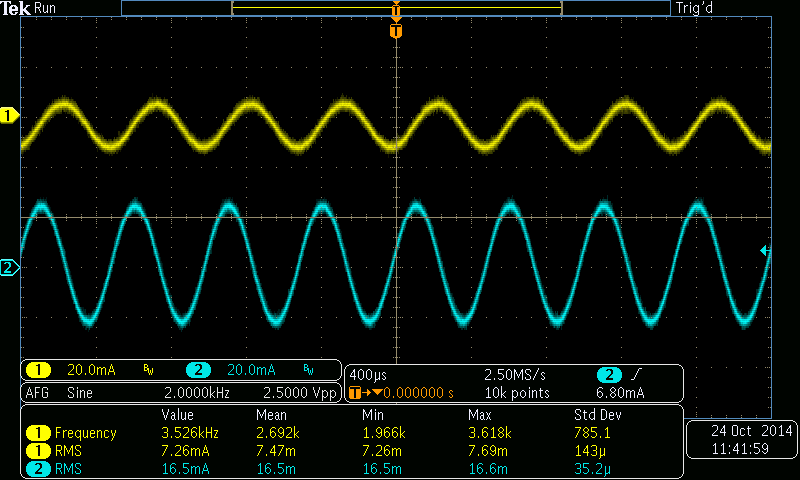 Tek Run Trig'd
T
T
1
2
1 20.0mA BW 2 20.0mA BW
AFG Sine 2.0000kHz 2.5000 Vpp
400µs 2.50MS/s 2
T→▼0.000000 s 10k points 6.80mA
Value Mean Min Max Std Dev
1 Frequency 3.526kHz 2.692k 1.966k 3.618k 785.1
1 RMS 7.26mA 7.47m 7.26m 7.69m 143µ
2 RMS 16.5mA 16.5m 16.5m 16.6m 35.2µ
24 Oct 2014
11:41:59